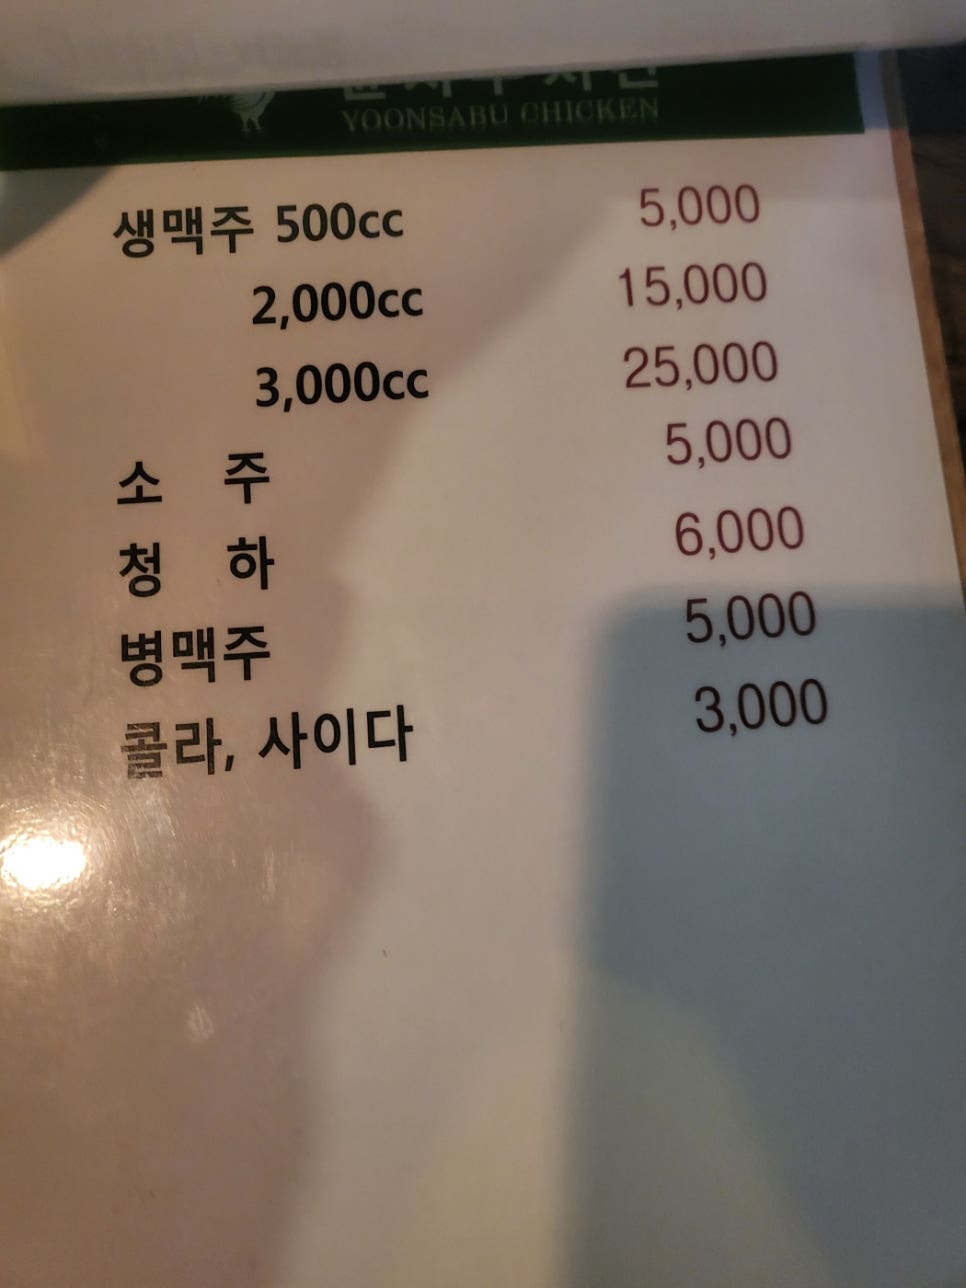 YOONSABU CHICKEN
생맥주 500cc 5,000
2,000cc 15,000
3,000cc 25,000
소 주 5,000
청 하 6,000
병맥주 5,000
콜라, 사이다 3,000